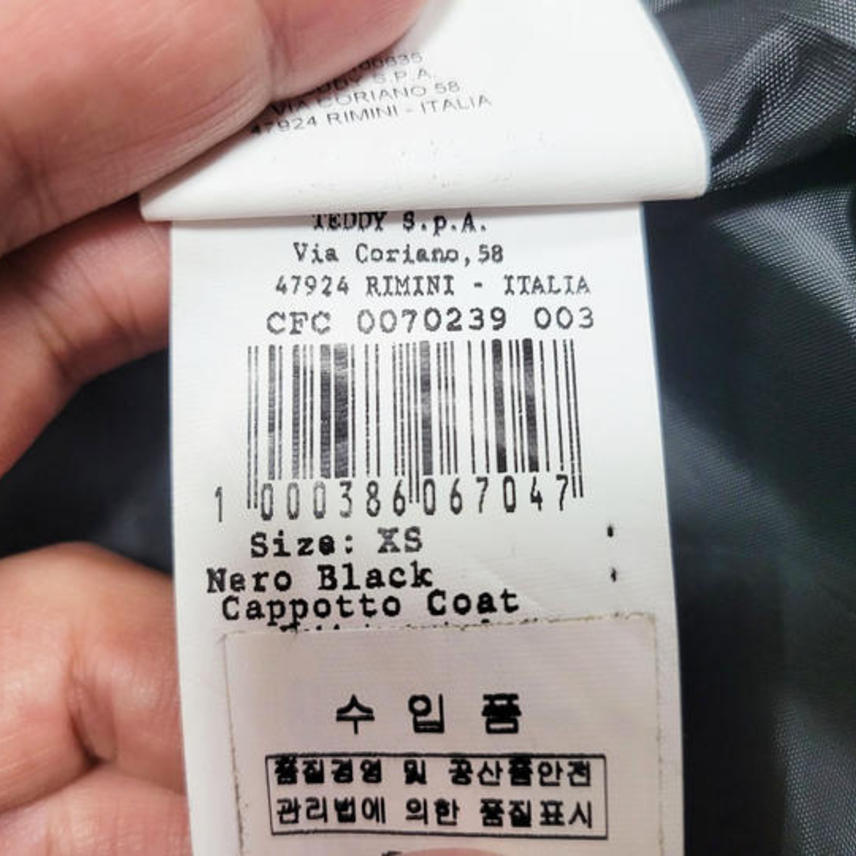 S.P.A.
VIA CORIANO 58
47924 RIMINI - ITALIA
TEDDY S.p.A.
Via Coriano,58
47924 RIMINI - ITALIA
CFC 0070239 003
1 000386 067047
Size: XS
Nero Black
Cappotto Coat
수입품
품질경영 및 공산품안전
관리법에 의한 품질표시